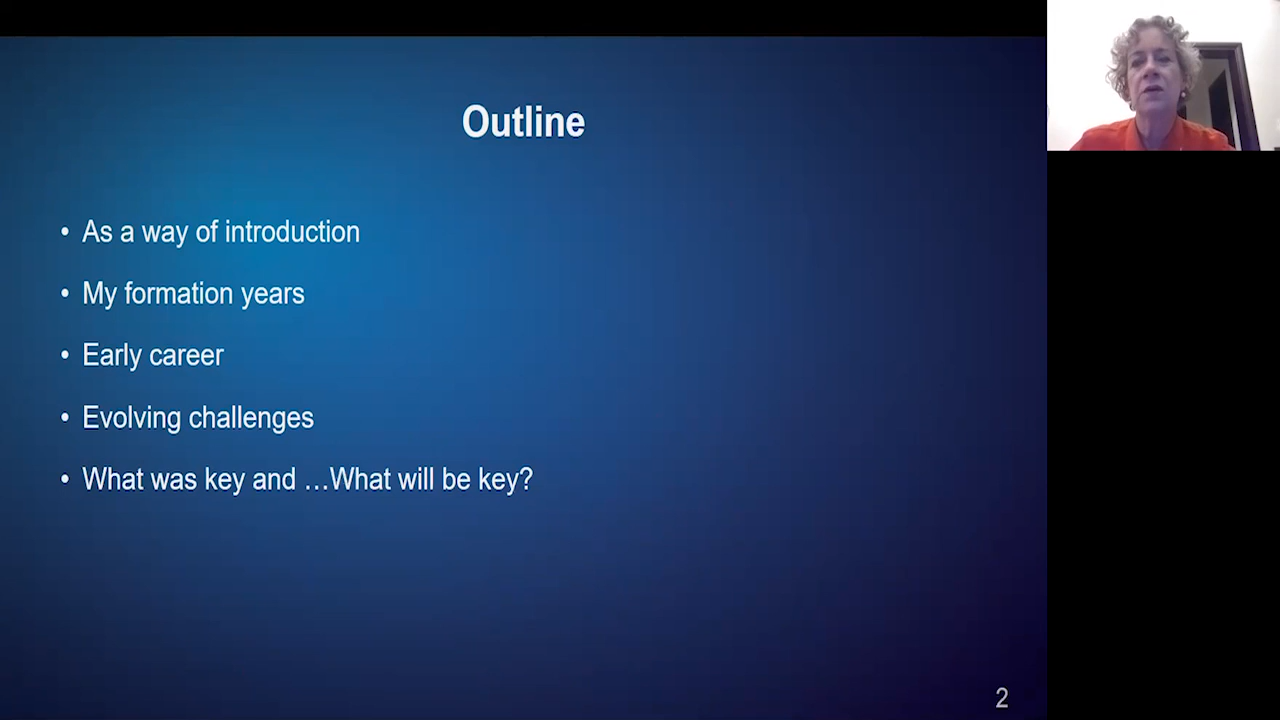 Outline
• As a way of introduction
• My formation years
• Early career
• Evolving challenges
• What was key and …What will be key?
2